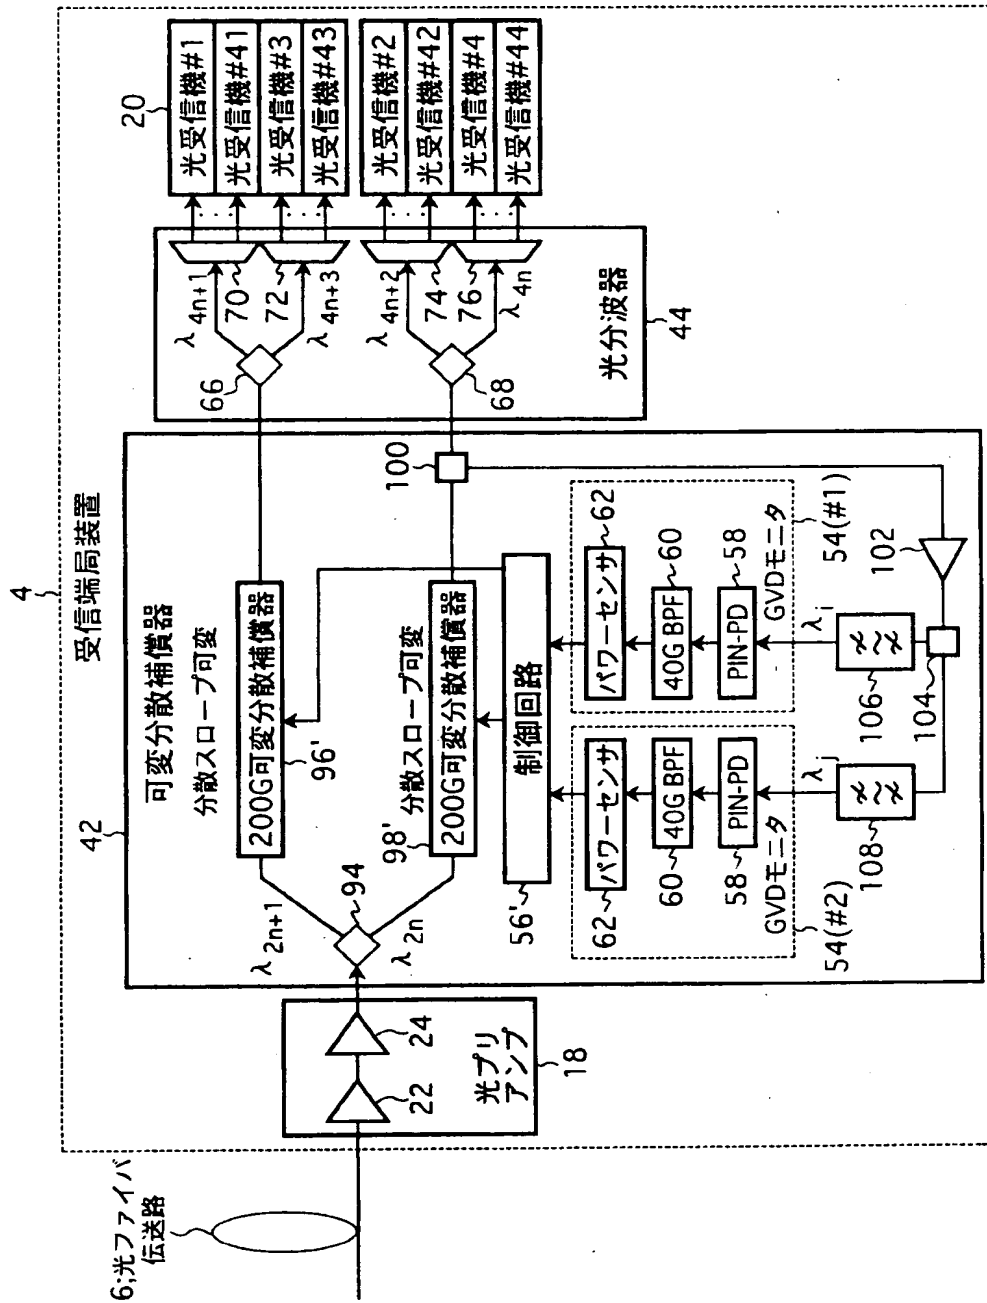 6;光ファイバ
伝送路
4
受信端局装置
22
24
光プリ
アンプ
18
42
可変分散補償器
λ2n+1
λ2n
94
分散スロープ可変
200G可変分散補償器
96'
分散スロープ可変
200G可変分散補償器
98'
100
制御回路
56'
パワーセンサ
62
40G BPF
60
PIN-PD
58
GVDモニタ
54(#1)
パワーセンサ
62
40G BPF
60
PIN-PD
58
GVDモニタ
54(#2)
λi
λj
102
104
106
108
66
68
λ4n+1
70
72
λ4n+3
λ4n+2
74
76
λ4n
光分波器
44
20
光受信機#1
光受信機#41
光受信機#3
光受信機#43
光受信機#2
光受信機#42
光受信機#4
光受信機#44